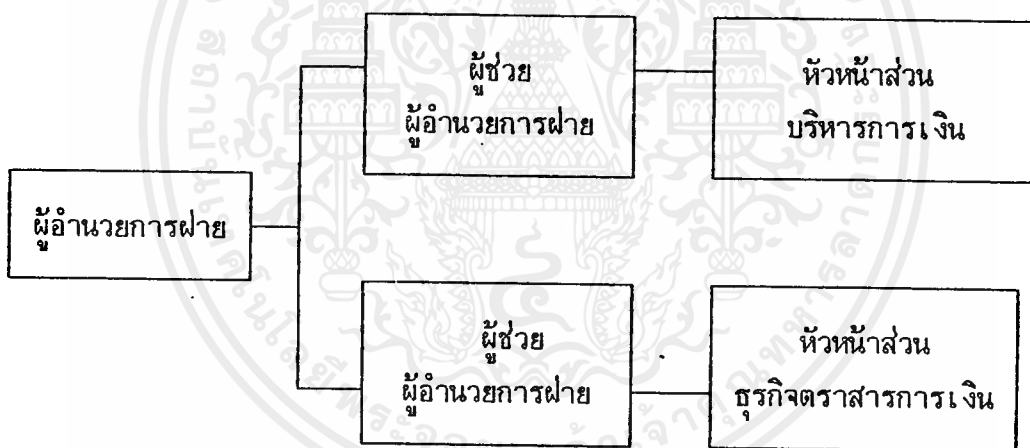 ผู้ช่วย
ผู้อำนวยการฝ่าย
หัวหน้าส่วน
บริหารการเงิน
ผู้อำนวยการฝ่าย
ผู้ช่วย
ผู้อำนวยการฝ่าย
หัวหน้าส่วน
ธุรกิจตราสารการเงิน